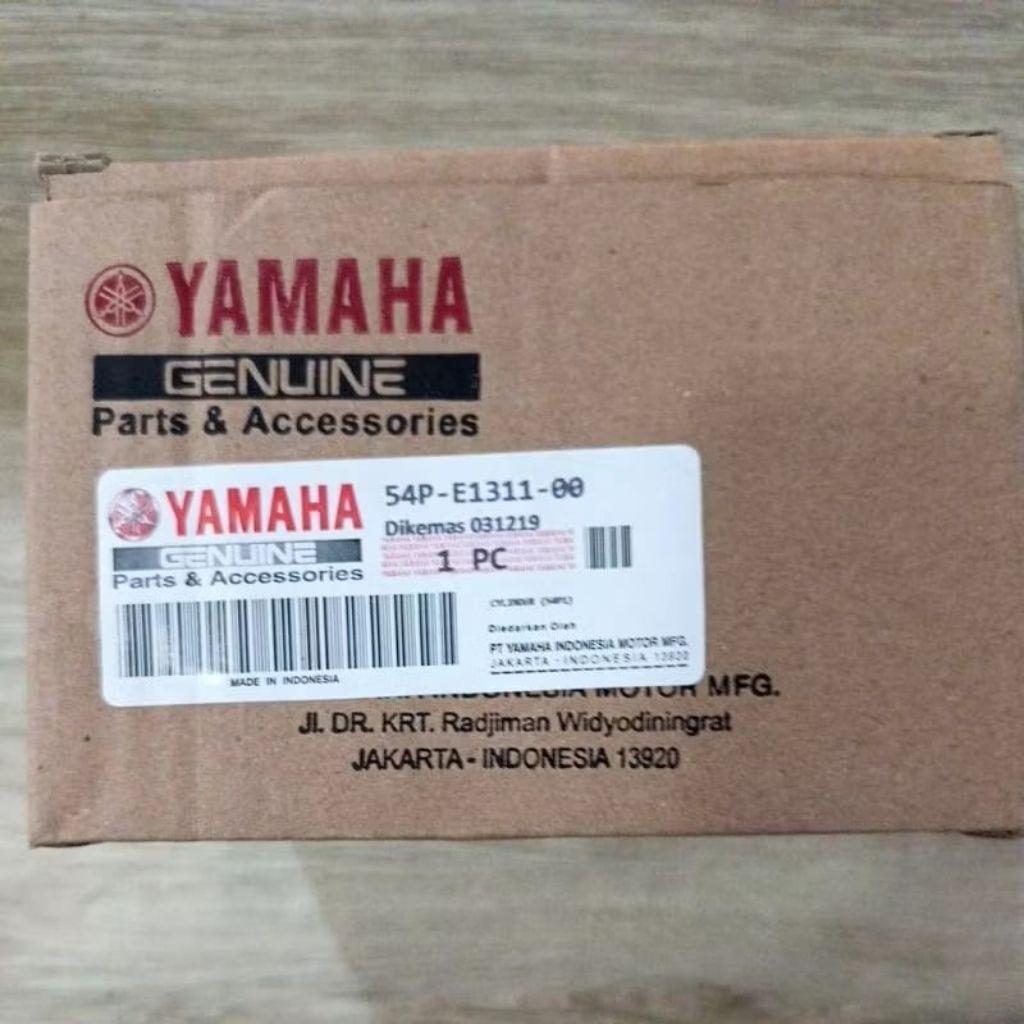 YAMAHA
GENUINE
Parts & Accessories
YAMAHA
GENUINE
Parts & Accessories
54P-E1311-00
Dikemas 031219
1 PC
MADE IN INDONESIA
CYLINDER (54P1)
Diedarkan Oleh
PT YAMAHA INDONESIA MOTOR MFG.
JAKARTA - INDONESIA 13920
INDONESIA MOTOR MFG.
Jl. DR. KRT. Radjiman Widyodiningrat
JAKARTA - INDONESIA 13920